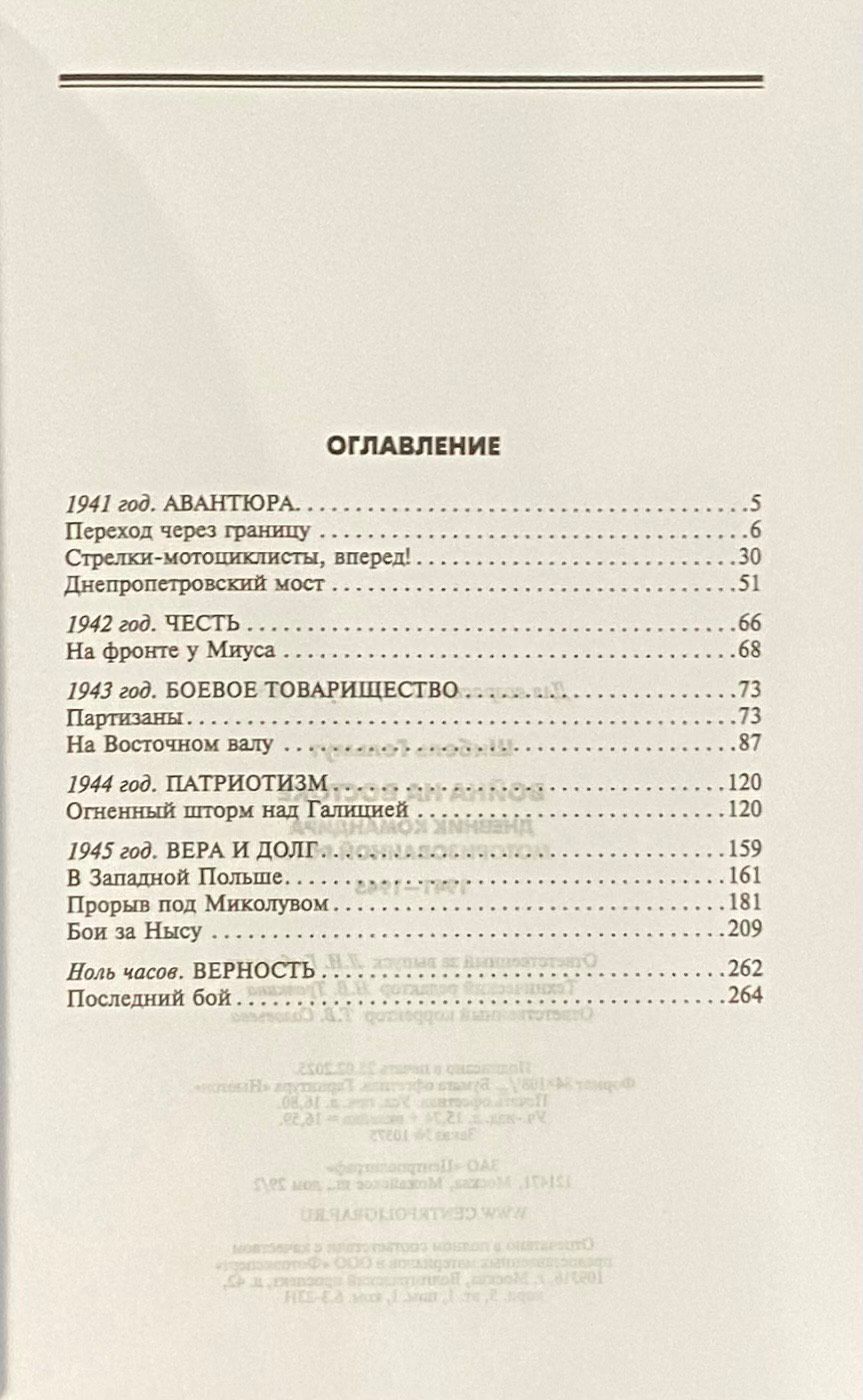 ОГЛАВЛЕНИЕ
1941 год. АВАНТЮРА. . . . . . . . . . . . . . . . . . . . . . . . . . . . . . . . . . . . . .5
Переход через границу . . . . . . . . . . . . . . . . . . . . . . . . . . . . . . . . . . . .6
Стрелки-мотоциклисты, вперед! . . . . . . . . . . . . . . . . . . . . . . . . . . .30
Днепропетровский мост . . . . . . . . . . . . . . . . . . . . . . . . . . . . . . . . . .51
1942 год. ЧЕСТЬ . . . . . . . . . . . . . . . . . . . . . . . . . . . . . . . . . . . . . . . .66
На фронте у Миуса . . . . . . . . . . . . . . . . . . . . . . . . . . . . . . . . . . . . . .68
1943 год. БОЕВОЕ ТОВАРИЩЕСТВО . . . . . . . . . . . . . . . . . . . . . . .73
Партизаны . . . . . . . . . . . . . . . . . . . . . . . . . . . . . . . . . . . . . . . . . . . . .73
На Восточном валу . . . . . . . . . . . . . . . . . . . . . . . . . . . . . . . . . . . . . .87
1944 год. ПАТРИОТИЗМ . . . . . . . . . . . . . . . . . . . . . . . . . . . . . . . . .120
Огненный шторм над Галицией . . . . . . . . . . . . . . . . . . . . . . . . . . .120
1945 год. ВЕРА И ДОЛГ . . . . . . . . . . . . . . . . . . . . . . . . . . . . . . . . .159
В Западной Польше. . . . . . . . . . . . . . . . . . . . . . . . . . . . . . . . . . . . .161
Прорыв под Миколувом . . . . . . . . . . . . . . . . . . . . . . . . . . . . . . . . .181
Бои за Нысу . . . . . . . . . . . . . . . . . . . . . . . . . . . . . . . . . . . . . . . . . . .209
Ноль часов. ВЕРНОСТЬ . . . . . . . . . . . . . . . . . . . . . . . . . . . . . . . . . .262
Последний бой . . . . . . . . . . . . . . . . . . . . . . . . . . . . . . . . . . . . . . . . .264